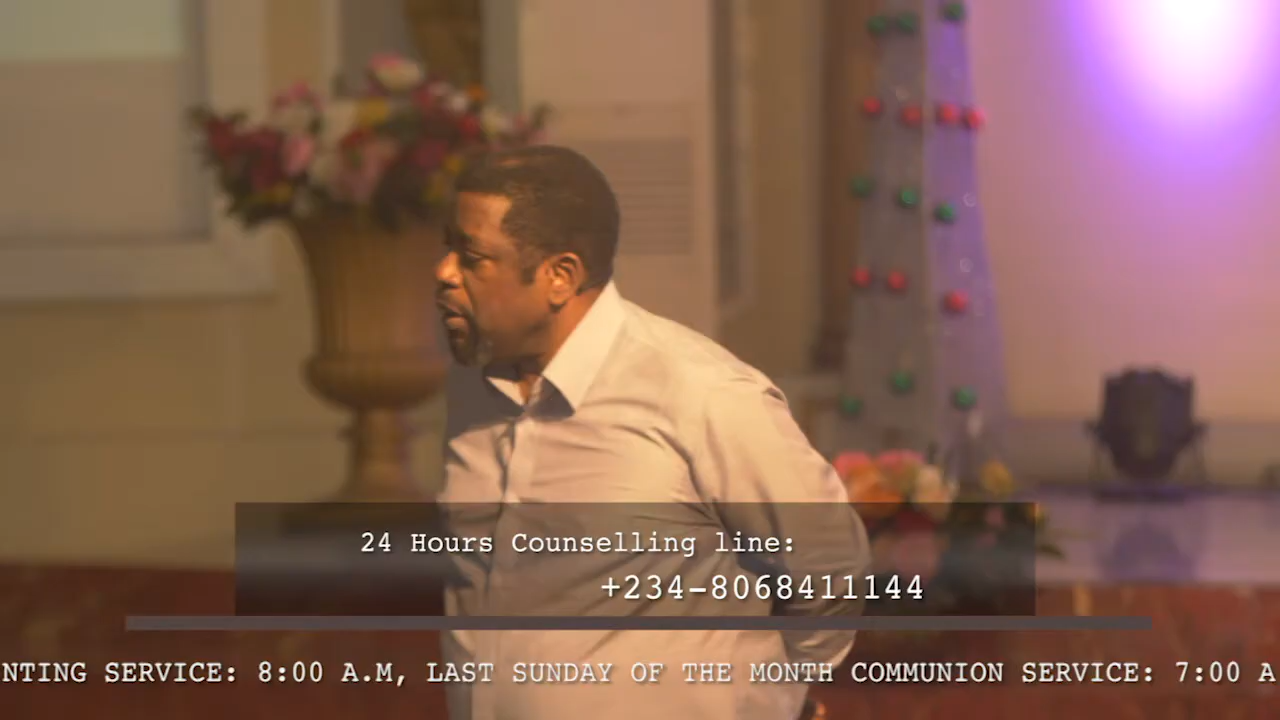 24 Hours Counselling line:
+234-8068411144
NTING SERVICE: 8:00 A.M, LAST SUNDAY OF THE MONTH COMMUNION SERVICE: 7:00 A